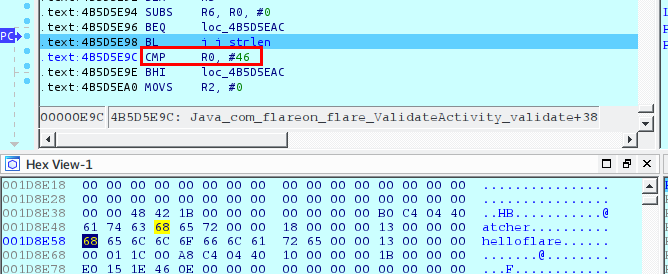 .text:4B5D5E94 SUBS R6, R0, #0
.text:4B5D5E96 BEQ loc_4B5D5EAC
PC .text:4B5D5E98 BL j_j_strlen
.text:4B5D5E9C CMP R0, #46
.text:4B5D5E9E BHI loc_4B5D5EAC
.text:4B5D5EA0 MOVS R2, #0
00000E9C 4B5D5E9C: Java_com_flareon_flare_ValidateActivity_validate+38
Hex View-1
001D8E18 00 00 00 00 00 00 00 00 00 00 00 00 00 00 00 00 ................
001D8E28 00 00 00 00 00 00 00 00 00 00 00 00 00 00 00 00 ................
001D8E38 00 00 48 42 1B 00 00 00 00 00 00 00 B0 C4 04 40 ..HB...........@
001D8E48 61 74 63 68 65 72 00 00 18 00 00 00 13 00 00 00 atcher..........
001D8E58 68 65 6C 6C 6F 66 6C 61 72 65 00 00 13 00 00 00 helloflare......
001D8E68 00 01 1C 00 A8 C4 04 40 10 00 00 00 1B 00 00 00 .......@........
001D8E78 E0 15 1E 46 0E 00 00 00 00 00 00 00 00 00 00 00 ...F............